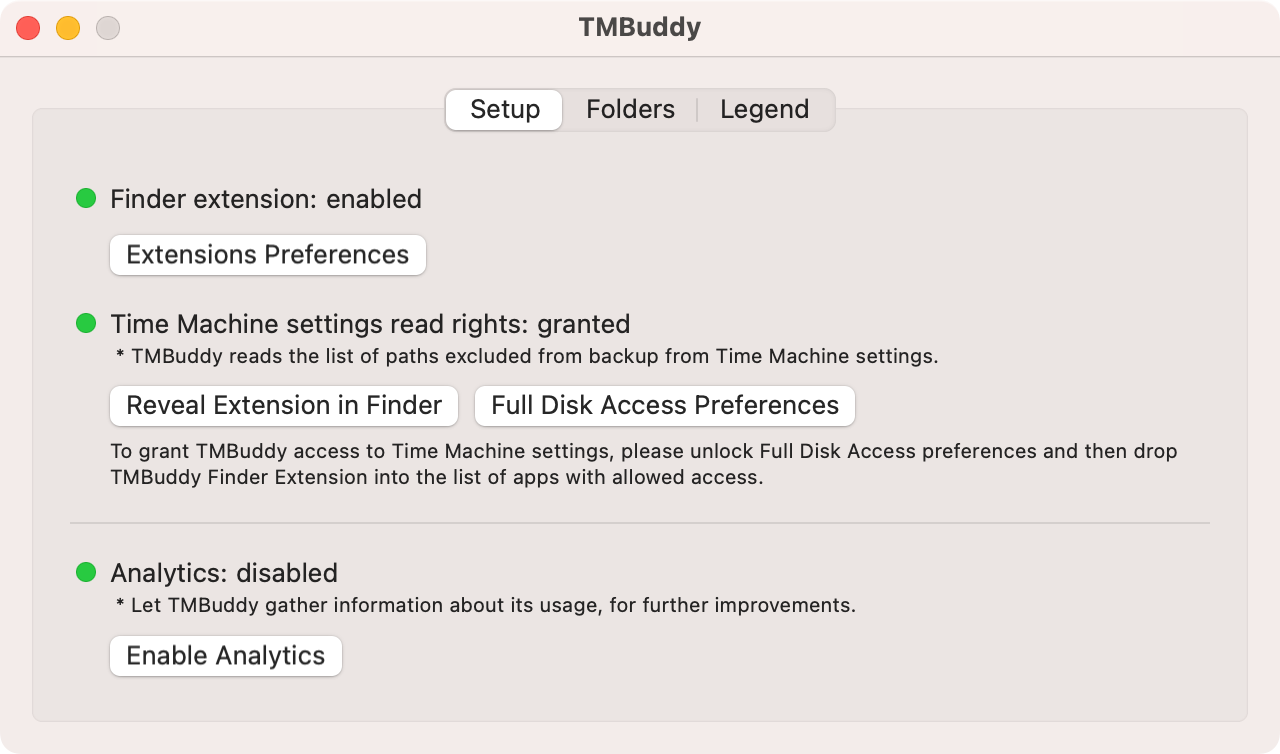 TMBuddy
Setup Folders Legend
Finder extension: enabled
Extensions Preferences
Time Machine settings read rights: granted
* TMBuddy reads the list of paths excluded from backup from Time Machine settings.
Reveal Extension in Finder Full Disk Access Preferences
To grant TMBuddy access to Time Machine settings, please unlock Full Disk Access preferences and then drop
TMBuddy Finder Extension into the list of apps with allowed access.
Analytics: disabled
* Let TMBuddy gather information about its usage, for further improvements.
Enable Analytics